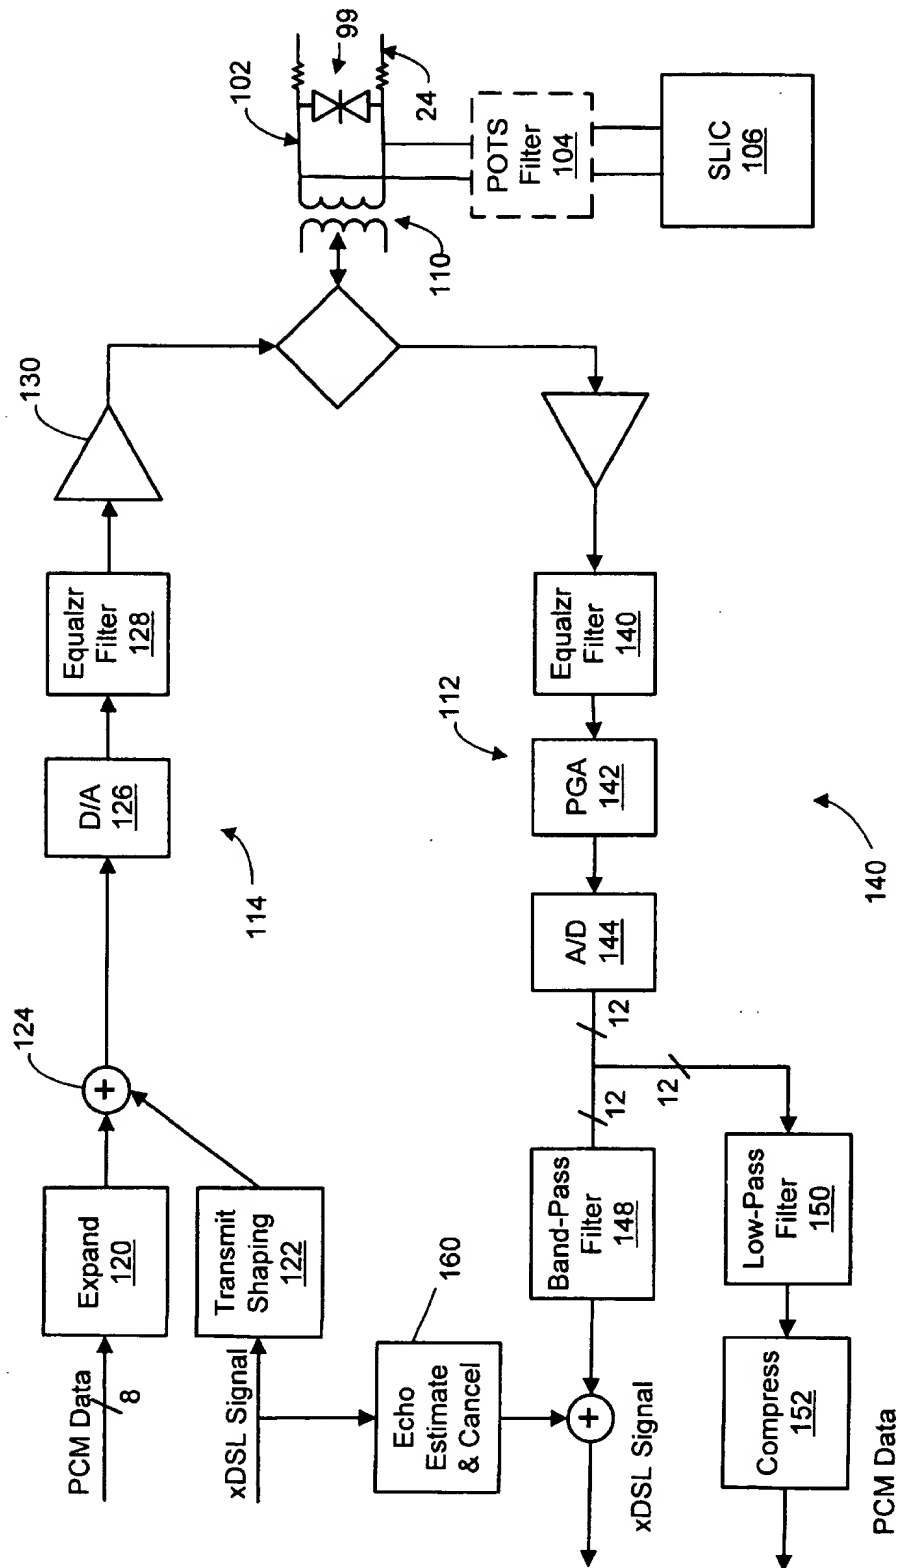 PCM Data
8
Expand
120
124
D/A
126
Equalzr
Filter
128
130
114
xDSL Signal
Transmit
Shaping
122
Echo
Estimate
& Cancel
160
102
99
24
110
POTS
Filter
104
SLIC
106
112
Equalzr
Filter
140
PGA
142
A/D
144
12
12
12
Band-Pass
Filter
148
+
+
xDSL Signal
Low-Pass
Filter
150
Compress
152
PCM Data
140